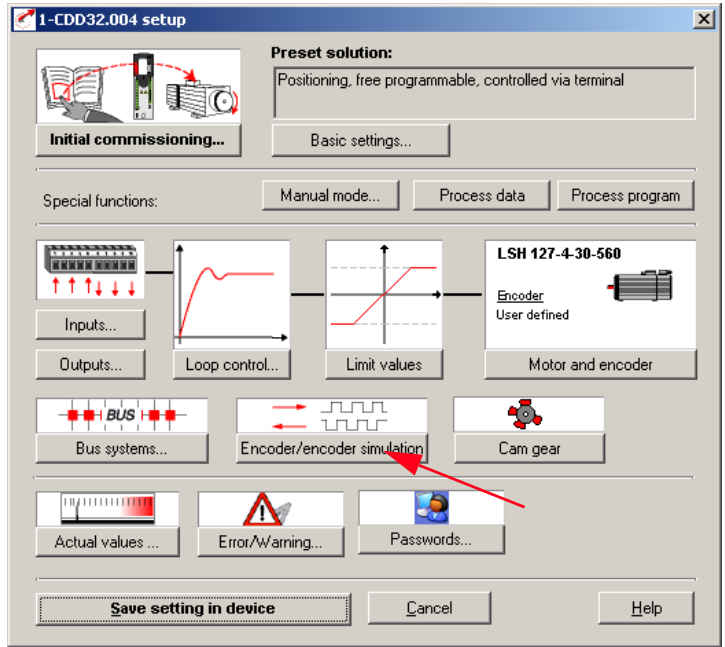 1-CDD32.004 setup
Preset solution:
Positioning, free programmable, controlled via terminal
Initial commissioning...
Basic settings...
Special functions:
Manual mode...
Process data
Process program
LSH 127-4-30-560
Encoder
User defined
Inputs...
Outputs...
Loop control...
Limit values
Motor and encoder
BUS
Bus systems...
Encoder/encoder simulation
Cam gear
Actual values ...
Error/Warning...
Passwords...
Save setting in device
Cancel
Help